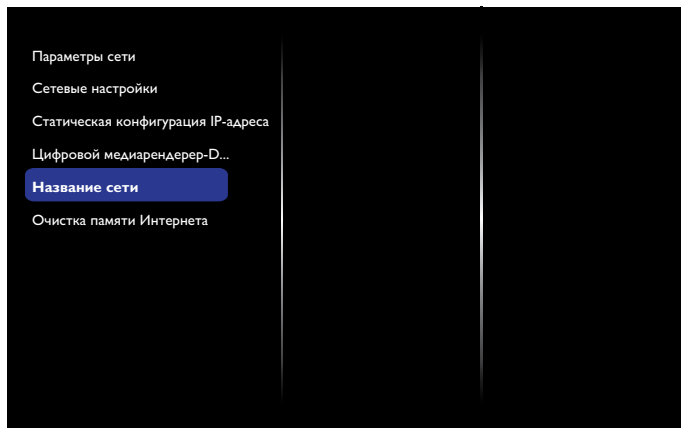 Параметры сети
Сетевые настройки
Статическая конфигурация IP-адреса
Цифровой медиарендерер-D...
Название сети
Очистка памяти Интернета